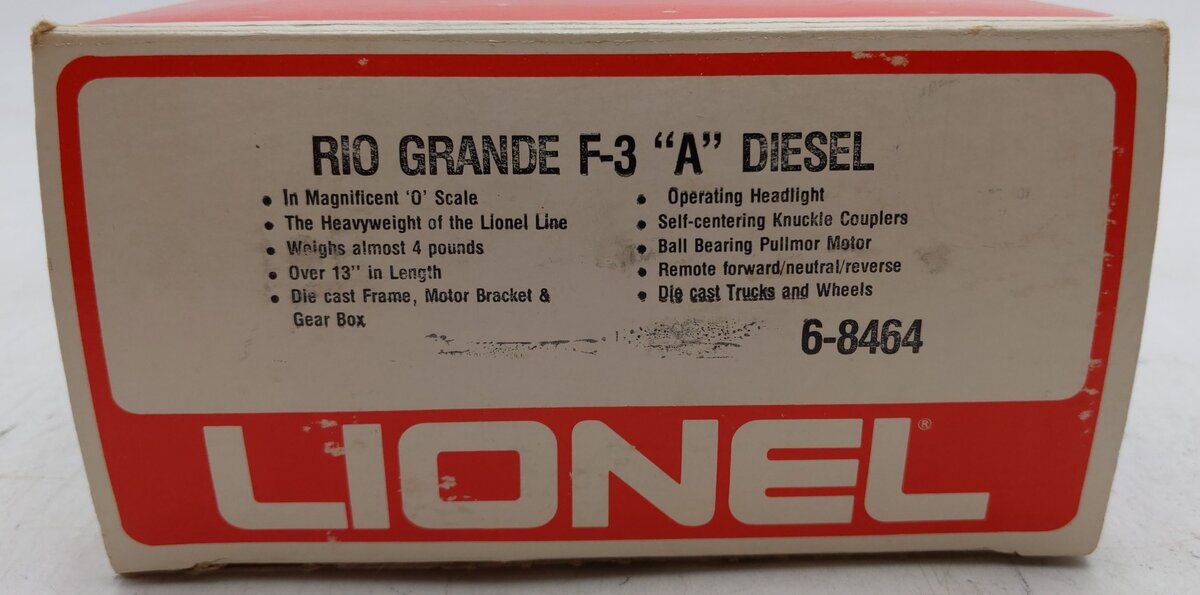 RIO GRANDE F-3 “A” DIESEL
• In Magnificent ‘O’ Scale
• The Heavyweight of the Lionel Line
• Weighs almost 4 pounds
• Over 13” in Length
• Die cast Frame, Motor Bracket &
Gear Box
• Operating Headlight
• Self-centering Knuckle Couplers
• Ball Bearing Pullmor Motor
• Remote forward/neutral/reverse
• Die cast Trucks and Wheels
6-8464
LIONEL®